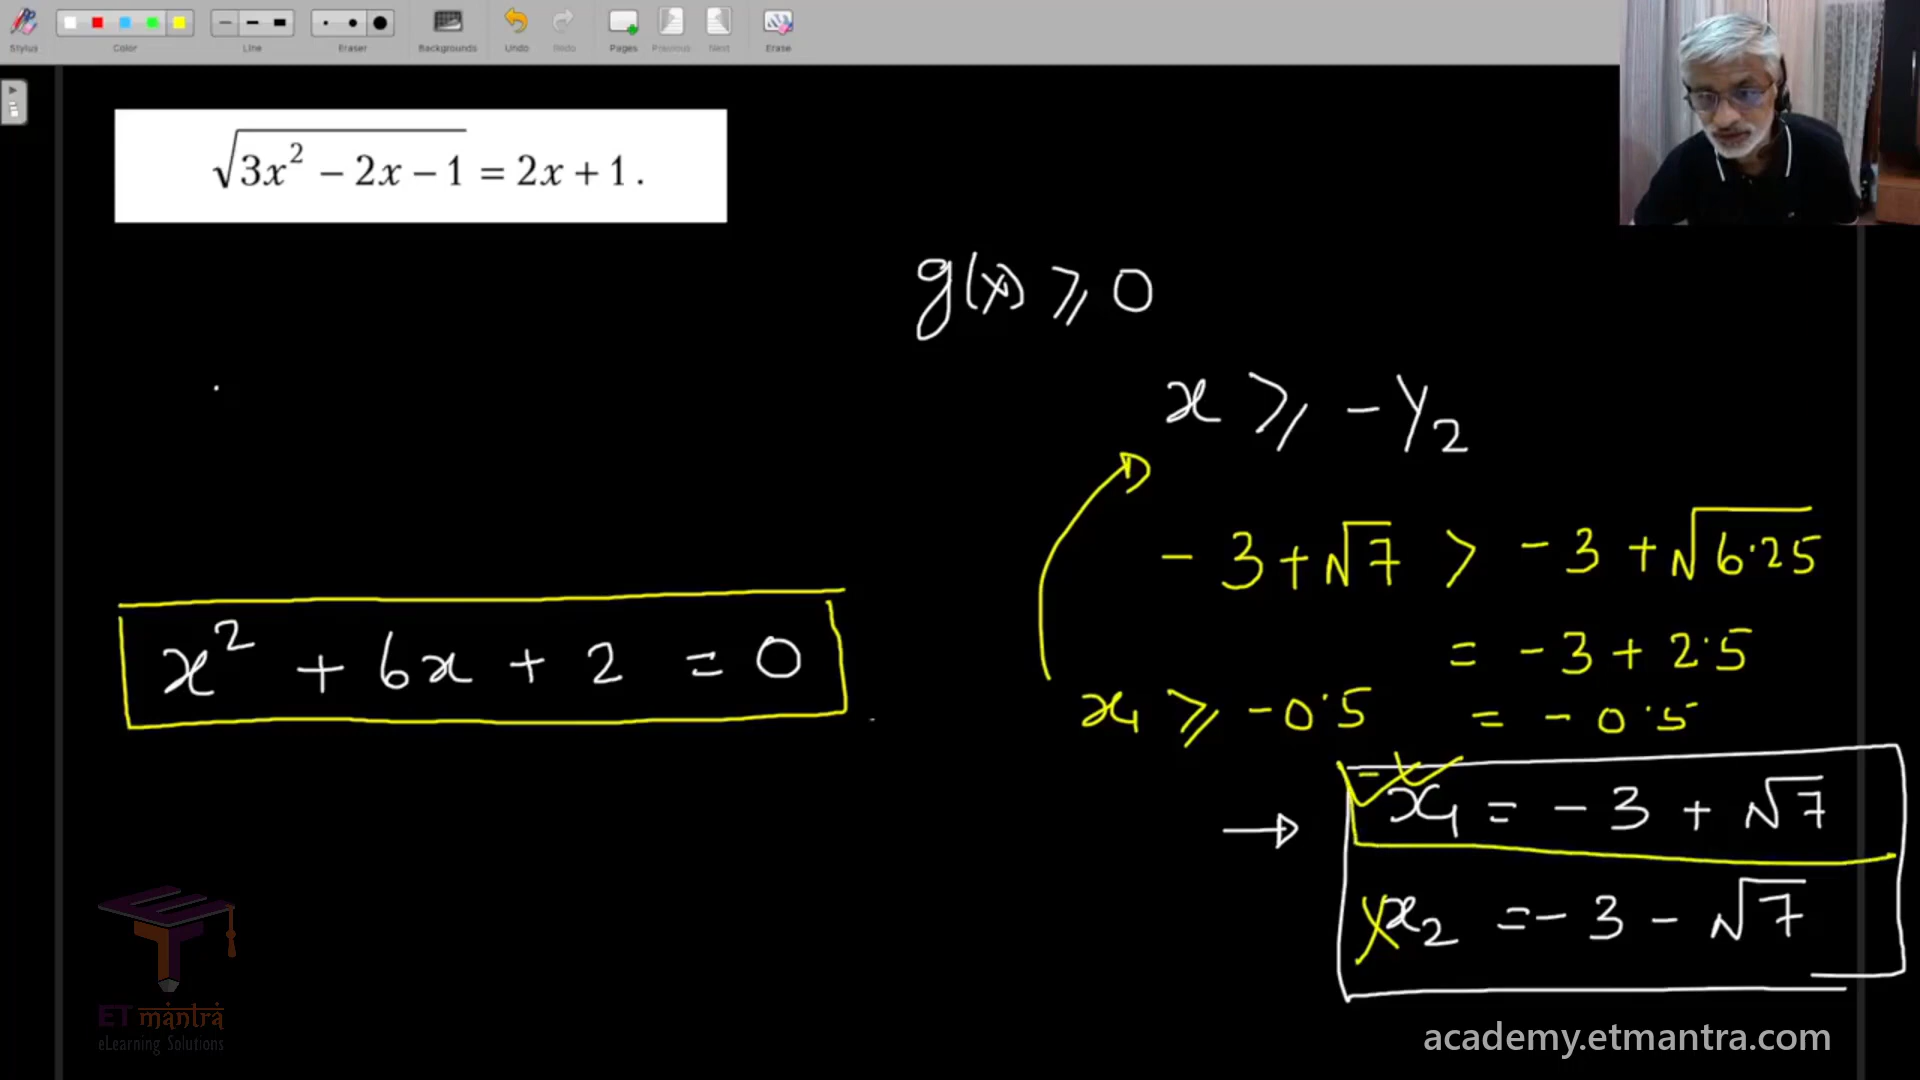 Stylus Color Line Eraser Backgrounds Undo Redo Pages Previous Next Erase
√(3x² − 2x − 1) = 2x + 1.
g(x) ⩾ 0
x ⩾ -1/2
-3+√7 > -3+√6.25
= -3+2.5
x₁ ⩾ -0.5 = -0.5
x² + 6x + 2 = 0
x₁ = -3 + √7
x₂ = -3 - √7
ET mantra
eLearning Solutions
academy.etmantra.com